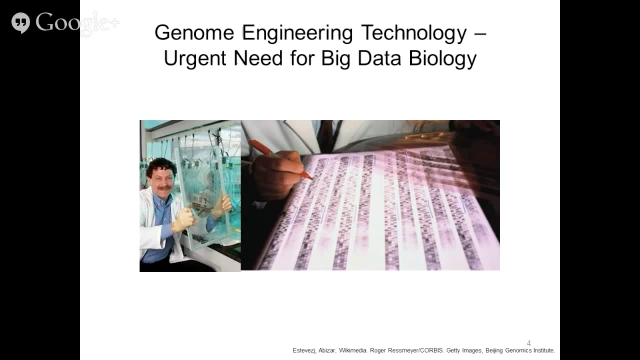 Google+
Genome Engineering Technology –
Urgent Need for Big Data Biology
4
Estevezj, Abizar, Wikimedia. Roger Ressmeyer/CORBIS. Getty Images, Beijing Genomics Institute.